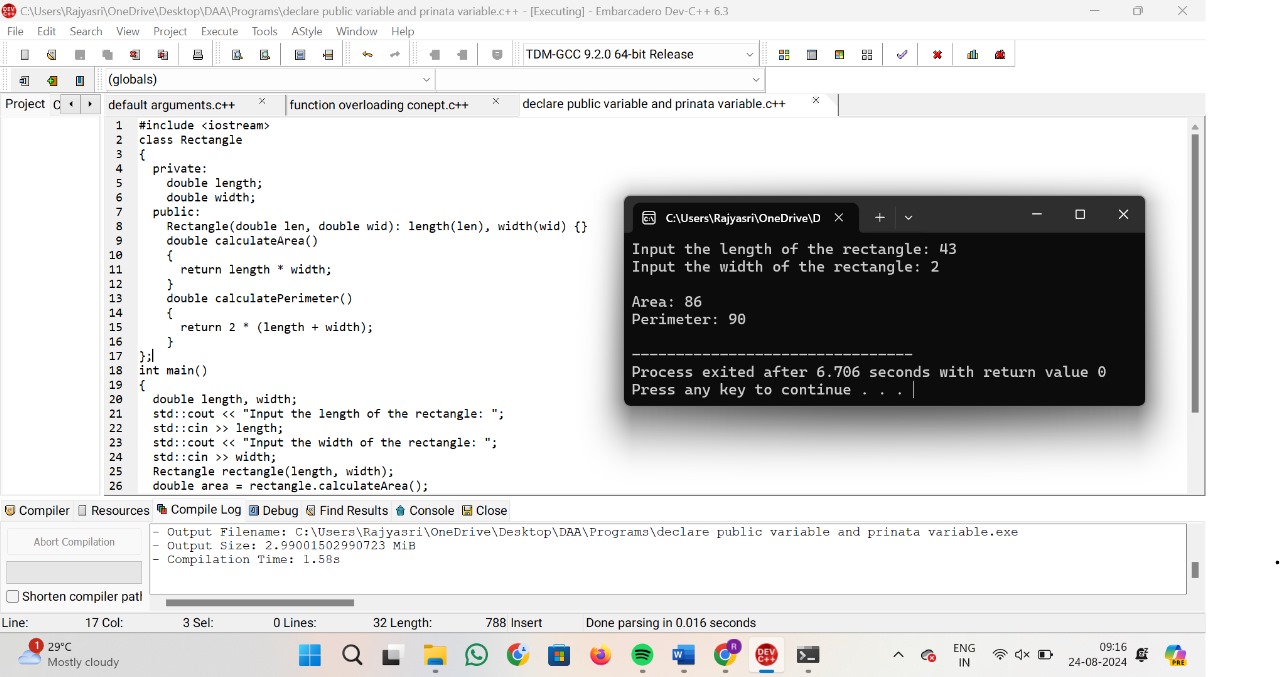 C:\Users\Rajyasri\OneDrive\Desktop\DAA\Programs\declare public variable and prinata variable.c++ - [Executing] - Embarcadero Dev-C++ 6.3
File Edit Search View Project Execute Tools AStyle Window Help
TDM-GCC 9.2.0 64-bit Release
(globals)
Project C default arguments.c++ function overloading conept.c++ declare public variable and prinata variable.c++
1 #include <iostream>
2 class Rectangle
3 {
4 private:
5 double length;
6 double width;
7 public:
8 Rectangle(double len, double wid): length(len), width(wid) {}
9 double calculateArea()
10 {
11 return length * width;
12 }
13 double calculatePerimeter()
14 {
15 return 2 * (length + width);
16 }
17 };
18 int main()
19 {
20 double length, width;
21 std::cout << "Input the length of the rectangle: ";
22 std::cin >> length;
23 std::cout << "Input the width of the rectangle: ";
24 std::cin >> width;
25 Rectangle rectangle(length, width);
26 double area = rectangle.calculateArea();
C:\Users\Rajyasri\OneDrive\D
Input the length of the rectangle: 43
Input the width of the rectangle: 2
Area: 86
Perimeter: 90
--------------------------------
Process exited after 6.706 seconds with return value 0
Press any key to continue . . .
Compiler Resources Compile Log Debug Find Results Console Close
Abort Compilation
Shorten compiler path
- Output Filename: C:\Users\Rajyasri\OneDrive\Desktop\DAA\Programs\declare public variable and prinata variable.exe
- Output Size: 2.99001502990723 MiB
- Compilation Time: 1.58s
Line: 17 Col: 3 Sel: 0 Lines: 32 Length: 788 Insert Done parsing in 0.016 seconds
1 29°C
Mostly cloudy
DEV C++
ENG
IN
09:16
24-08-2024
PRE